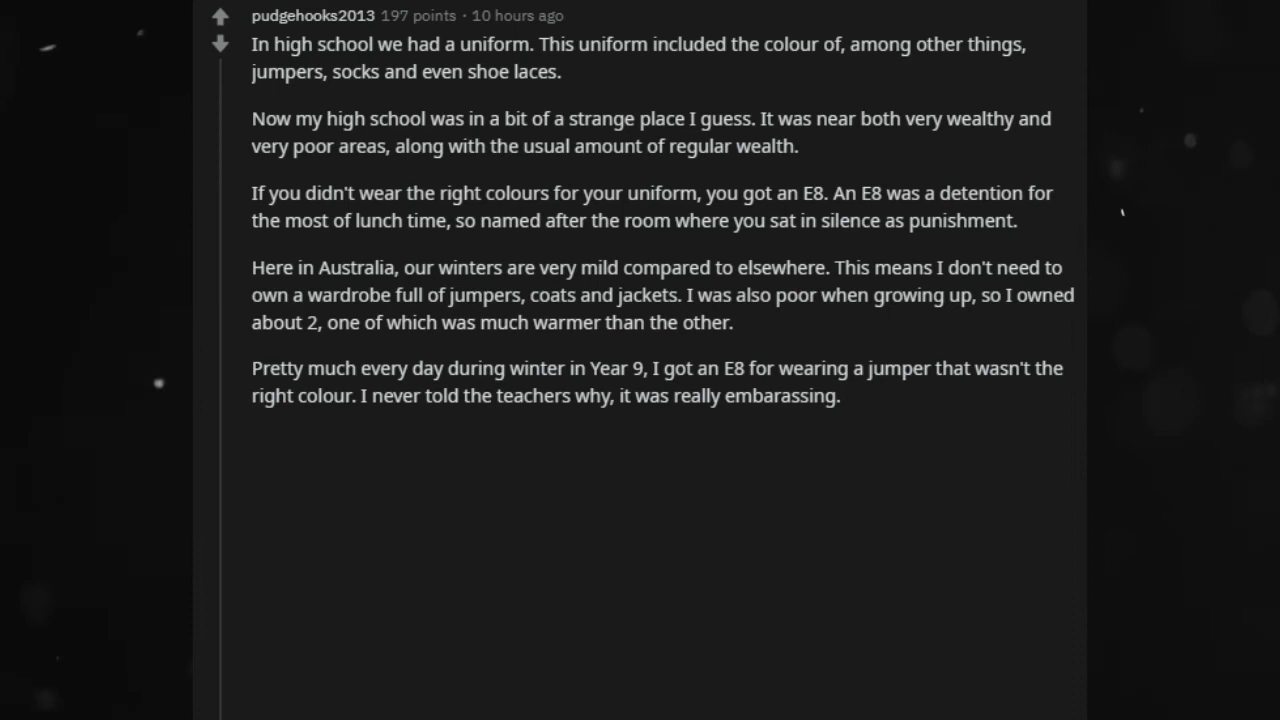 pudgehooks2013 197 points · 10 hours ago
In high school we had a uniform. This uniform included the colour of, among other things,
jumpers, socks and even shoe laces.
Now my high school was in a bit of a strange place I guess. It was near both very wealthy and
very poor areas, along with the usual amount of regular wealth.
If you didn't wear the right colours for your uniform, you got an E8. An E8 was a detention for
the most of lunch time, so named after the room where you sat in silence as punishment.
Here in Australia, our winters are very mild compared to elsewhere. This means I don't need to
own a wardrobe full of jumpers, coats and jackets. I was also poor when growing up, so I owned
about 2, one of which was much warmer than the other.
Pretty much every day during winter in Year 9, I got an E8 for wearing a jumper that wasn't the
right colour. I never told the teachers why, it was really embarassing.